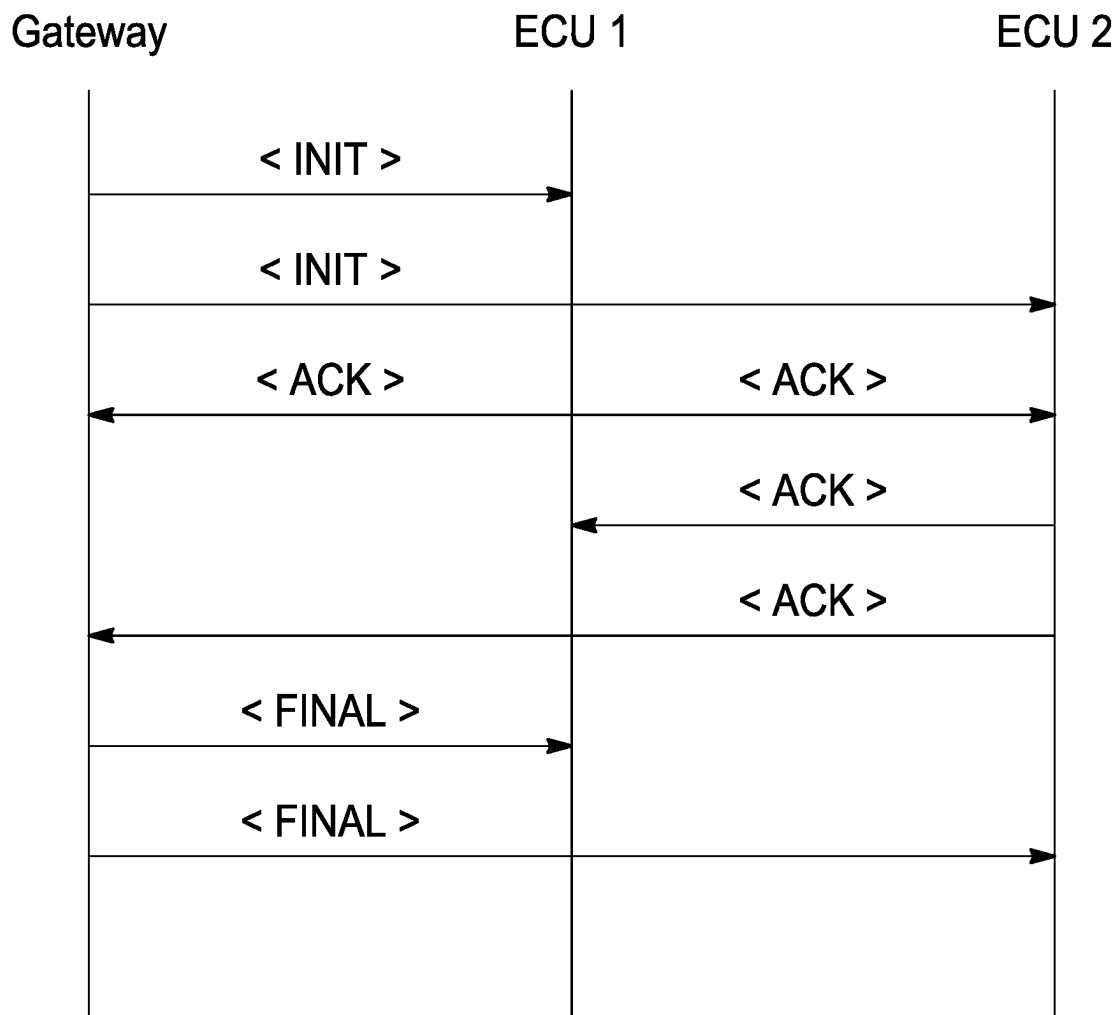 Gateway ECU 1 ECU 2
< INIT >
< INIT >
< ACK > < ACK >
< ACK >
< ACK >
< FINAL >
< FINAL >